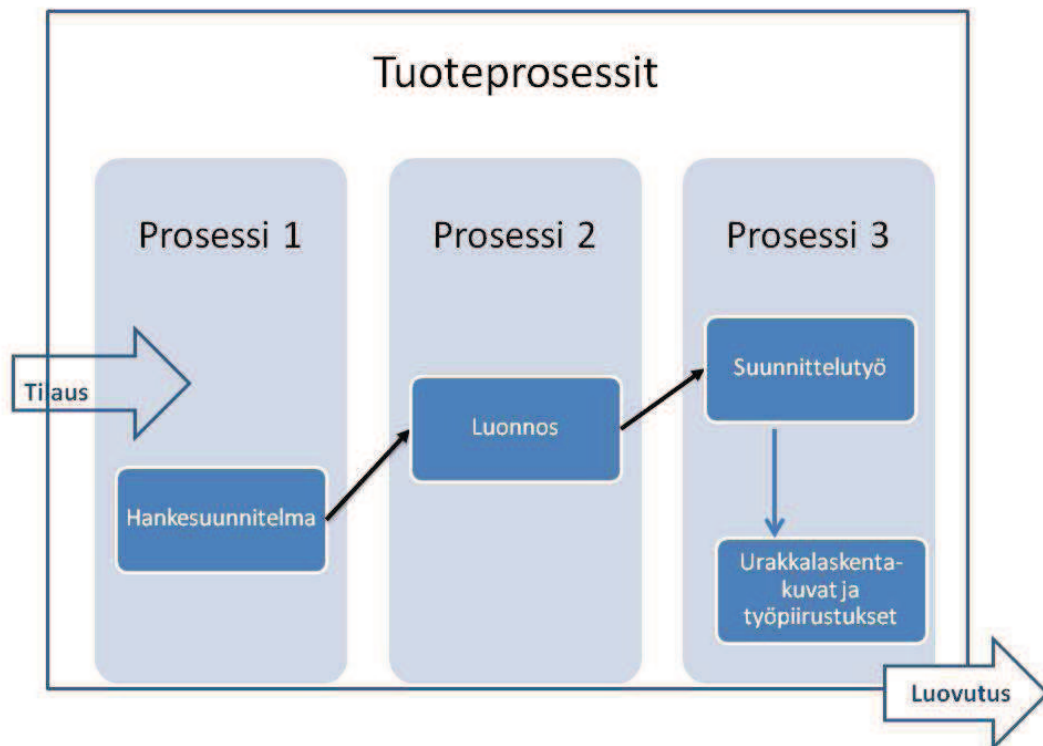 Tuoteprosessit
Prosessi 1
Prosessi 2
Prosessi 3
Tilaus
Hankesuunnitelma
Luonnos
Suunnittelutyö
Urakkalaskenta-
kuvat ja
työpiirustukset
Luovutus